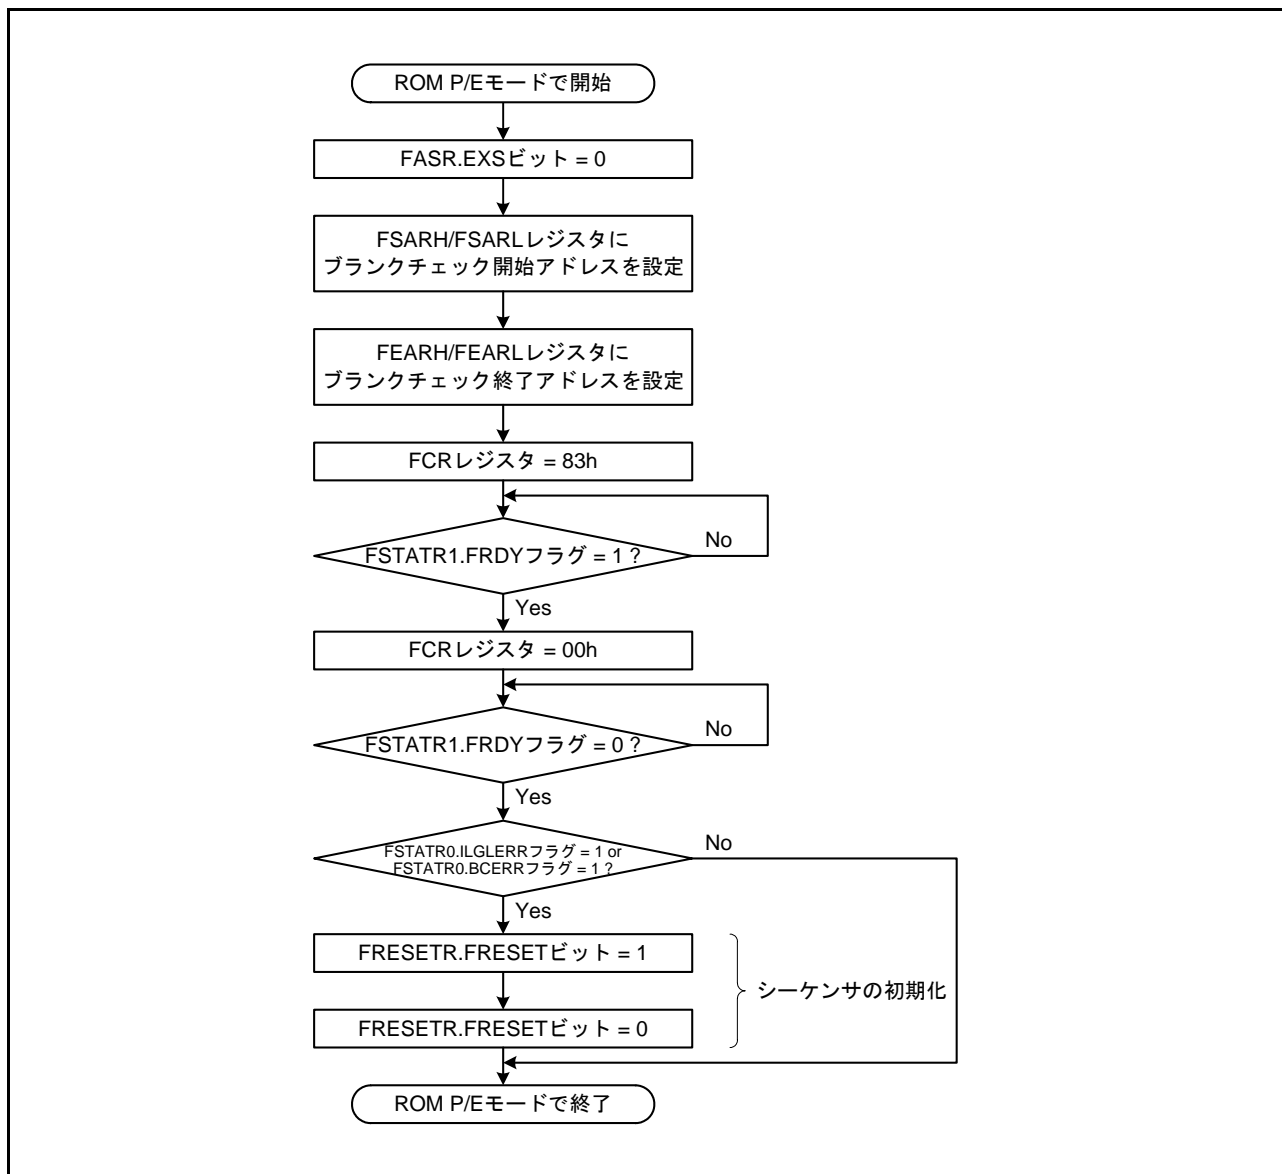 ROM P/Eモードで開始
FASR.EXSビット = 0
FSARH/FSARLレジスタに
ブランクチェック開始アドレスを設定
FEARH/FEARLレジスタに
ブランクチェック終了アドレスを設定
FCRレジスタ = 83h
FSTATR1.FRDYフラグ = 1 ?
No
Yes
FCRレジスタ = 00h
FSTATR1.FRDYフラグ = 0 ?
No
Yes
FSTATR0.ILGLERRフラグ = 1 or
FSTATR0.BCERRフラグ = 1 ?
No
Yes
FRESETR.FRESETビット = 1
シーケンサの初期化
FRESETR.FRESETビット = 0
ROM P/Eモードで終了